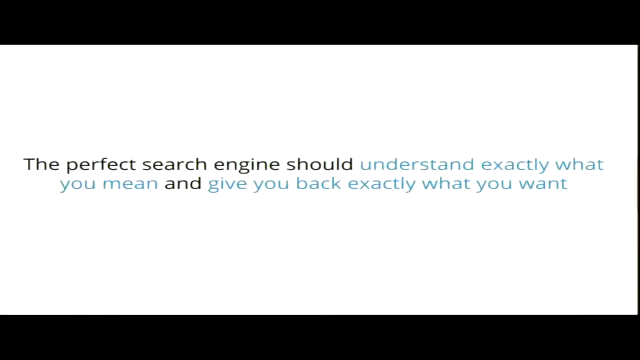 The perfect search engine should understand exactly what
you mean and give you back exactly what you want